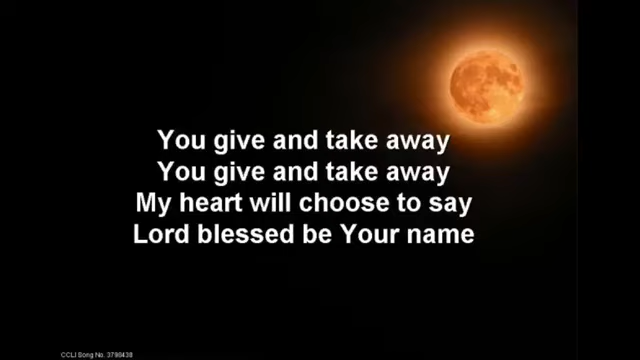 You give and take away
You give and take away
My heart will choose to say
Lord blessed be Your name
CCLI Song No. 3798438